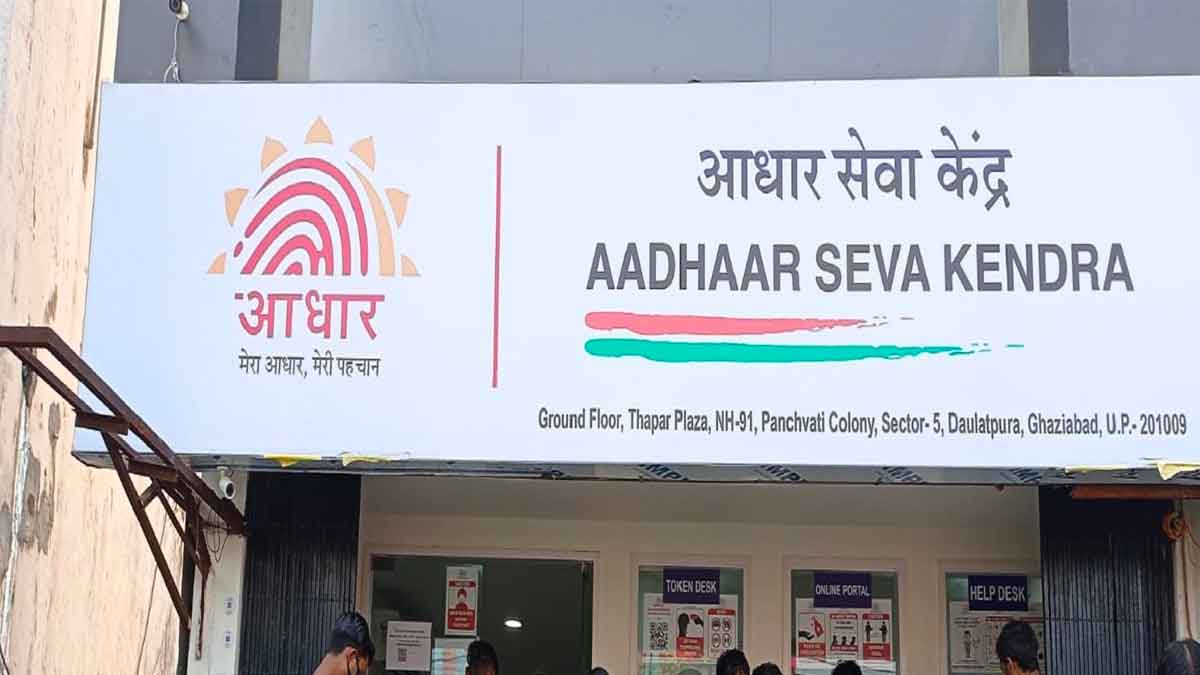 आधार
मेरा आधार, मेरी पहचान
आधार सेवा केंद्र
AADHAAR SEVA KENDRA
Ground Floor, Thapar Plaza, NH-91, Panchvati Colony, Sector- 5, Daulatpura, Ghaziabad, U.P.- 201009
TOKEN DESK
ONLINE PORTAL
HELP DESK